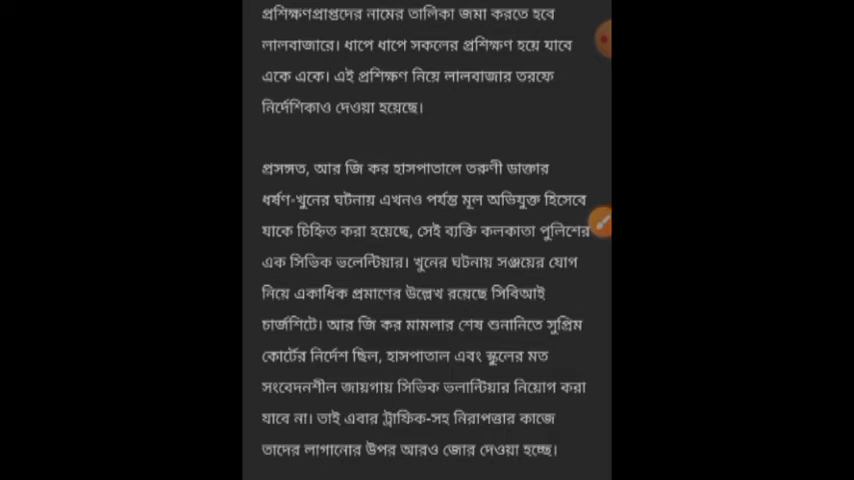 প্রশিক্ষণপ্রাপ্তদের নামের তালিকা জমা করতে হবে
লালবাজারে। ধাপে ধাপে সকলের প্রশিক্ষণ হয়ে যাবে
একে একে। এই প্রশিক্ষণ নিয়ে লালবাজার তরফে
নির্দেশিকাও দেওয়া হয়েছে।
প্রসঙ্গত, আর জি কর হাসপাতালে তরুণী ডাক্তার
ধর্ষণ-খুনের ঘটনায় এখনও পর্যন্ত মূল অভিযুক্ত হিসেবে
যাকে চিহ্নিত করা হয়েছে, সেই ব্যক্তি কলকাতা পুলিশের
এক সিভিক ভলেন্টিয়ার। খুনের ঘটনায় সঞ্জয়ের যোগ
নিয়ে একাধিক প্রমাণের উল্লেখ রয়েছে সিবিআই
চার্জশিটে। আর জি কর মামলার শেষ শুনানিতে সুপ্রিম
কোর্টের নির্দেশ ছিল, হাসপাতাল এবং স্কুলের মত
সংবেদনশীল জায়গায় সিভিক ভলান্টিয়ার নিয়োগ করা
যাবে না। তাই এবার ট্রাফিক-সহ নিরাপত্তার কাজে
তাদের লাগানোর উপর আরও জোর দেওয়া হচ্ছে।